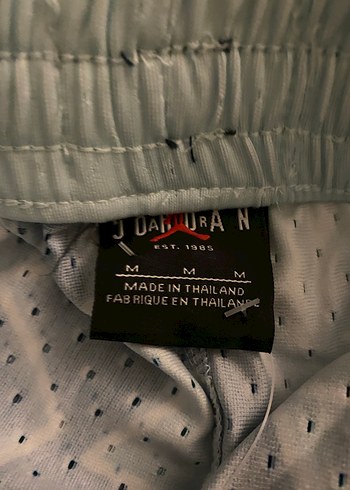 JORDAN
EST. 1985
M M M
MADE IN THAILAND
FABRIQUE EN THAILANDE